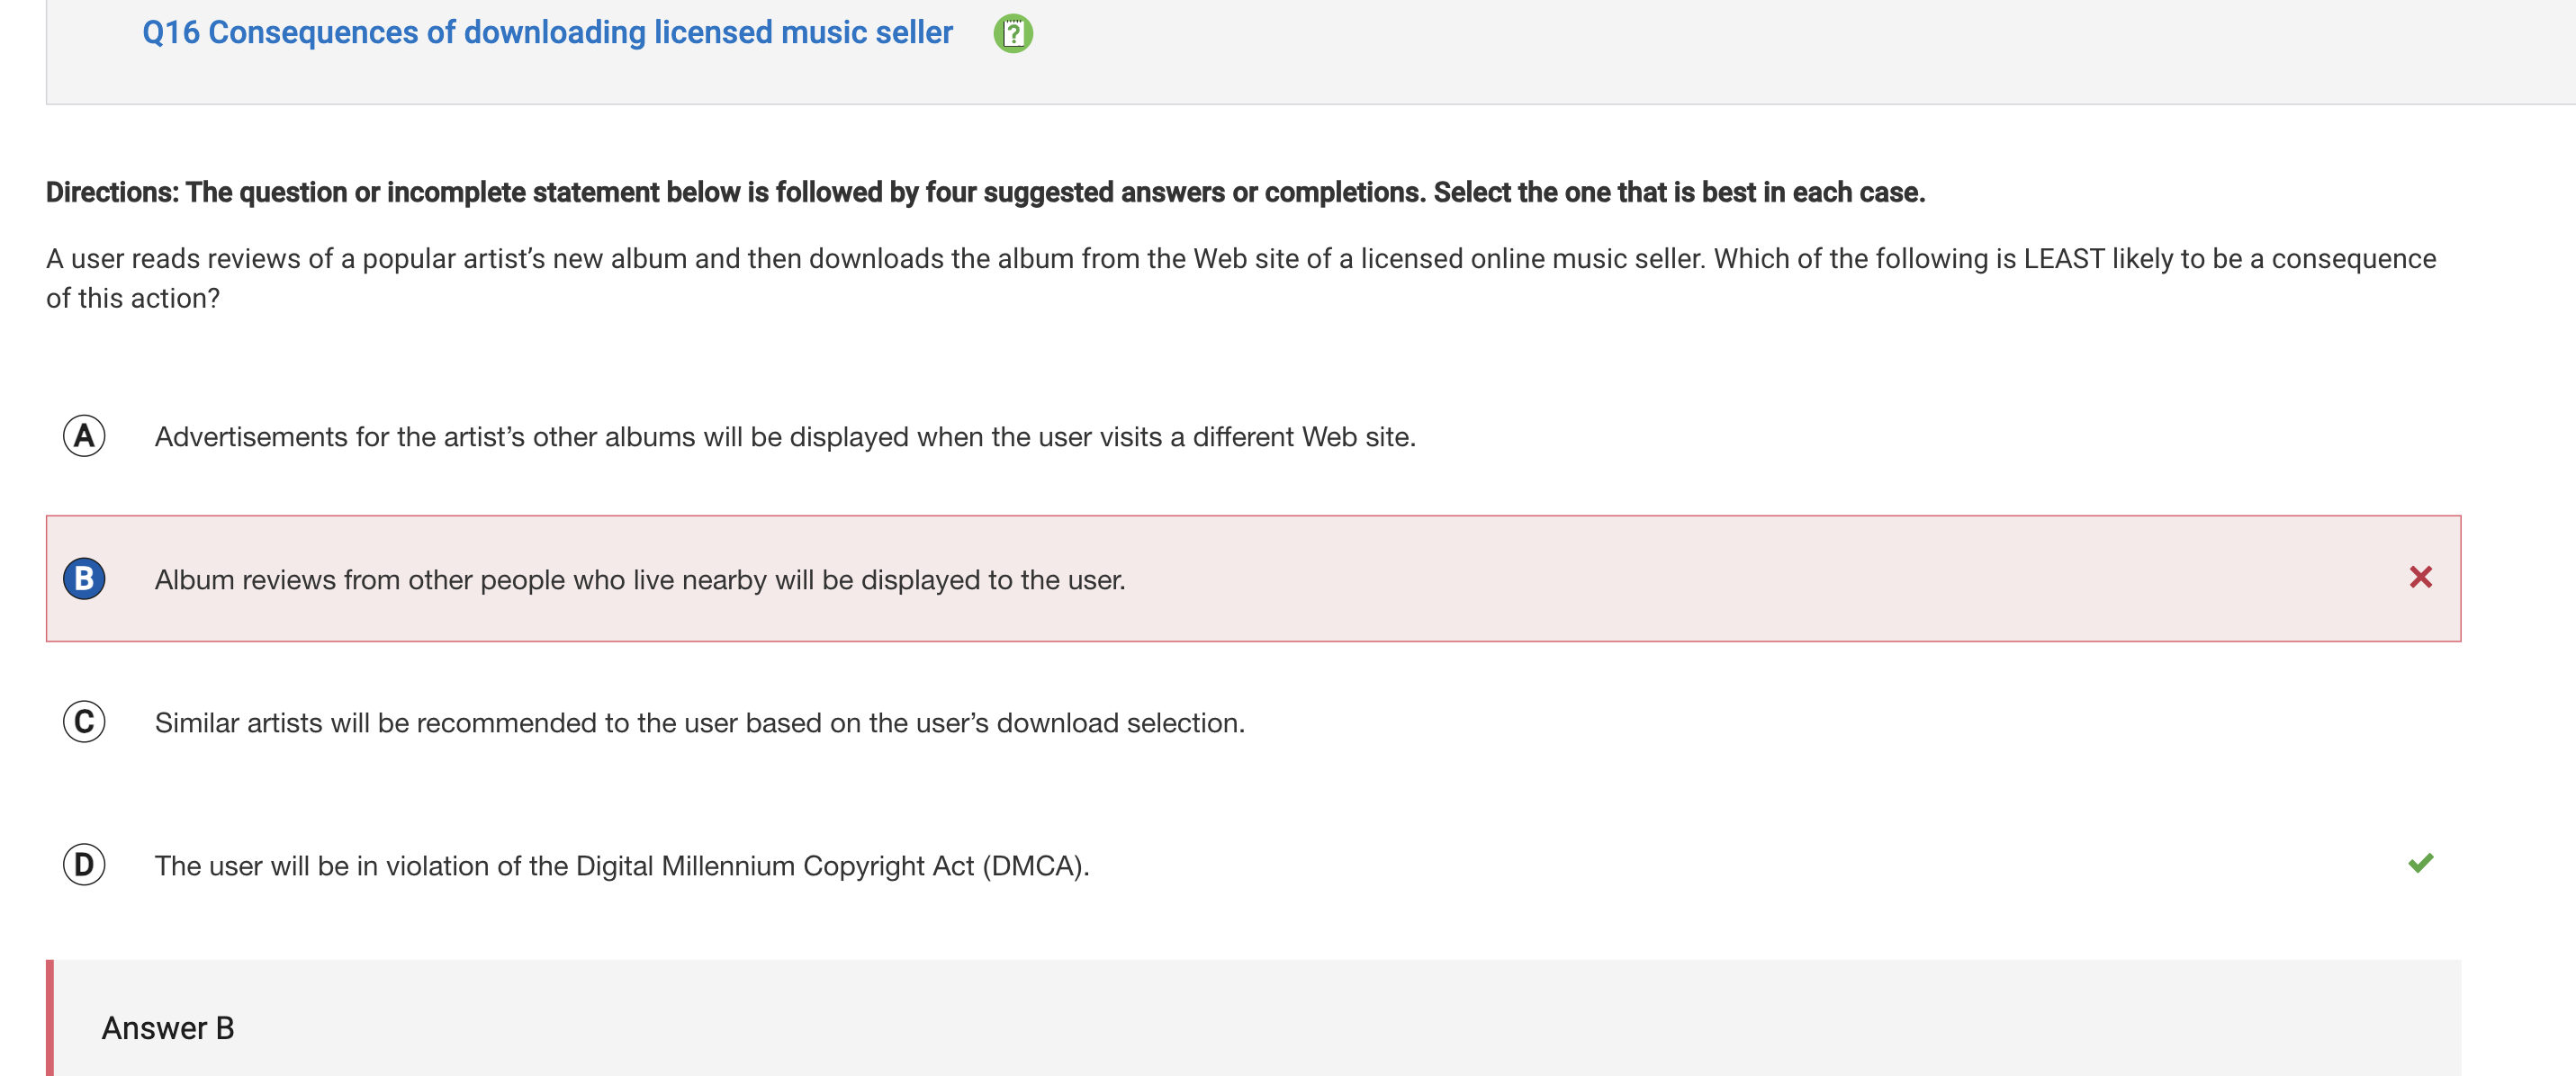 Q16 Consequences of downloading licensed music seller
Directions: The question or incomplete statement below is followed by four suggested answers or completions. Select the one that is best in each case.
A user reads reviews of a popular artist’s new album and then downloads the album from the Web site of a licensed online music seller. Which of the following is LEAST likely to be a consequence
of this action?
A Advertisements for the artist’s other albums will be displayed when the user visits a different Web site.
B Album reviews from other people who live nearby will be displayed to the user.
C Similar artists will be recommended to the user based on the user’s download selection.
D The user will be in violation of the Digital Millennium Copyright Act (DMCA).
Answer B